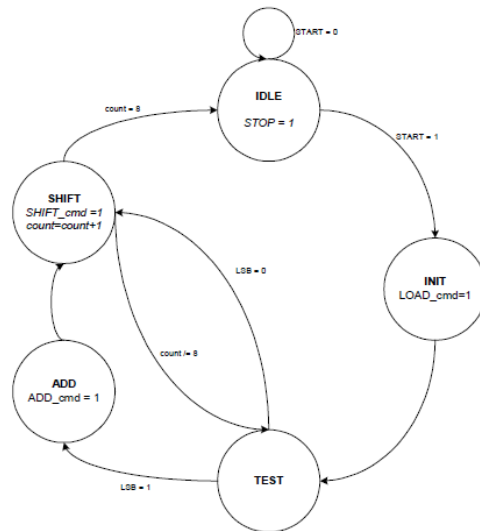 START = 0
IDLE
STOP = 1
count = 8
START = 1
SHIFT
SHIFT_cmd =1
count=count+1
LSB = 0
INIT
LOAD_cmd=1
count /= 8
ADD
ADD_cmd = 1
TEST
LSB = 1